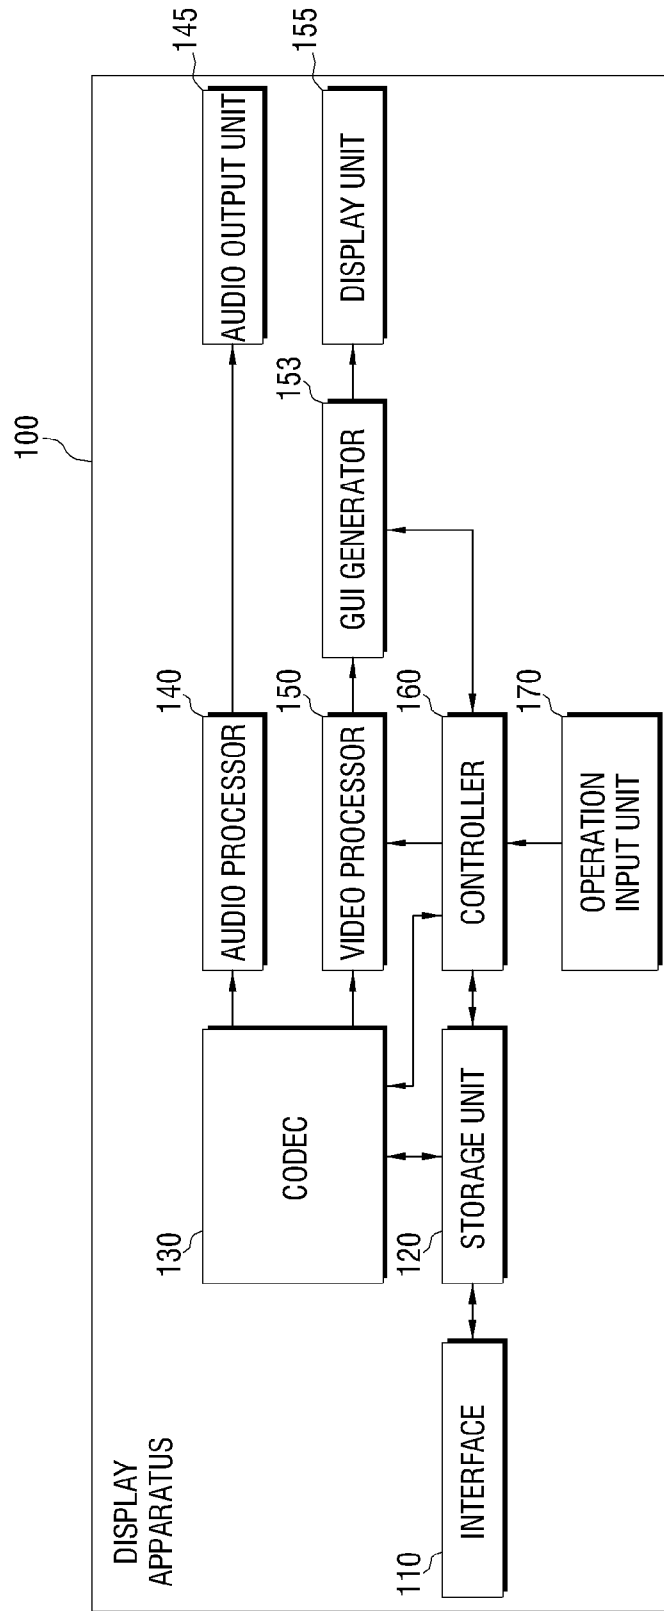 100
DISPLAY
APPARATUS
130
CODEC
140
AUDIO PROCESSOR
145
AUDIO OUTPUT UNIT
150
VIDEO PROCESSOR
153
GUI GENERATOR
155
DISPLAY UNIT
110
INTERFACE
120
STORAGE UNIT
160
CONTROLLER
170
OPERATION
INPUT UNIT